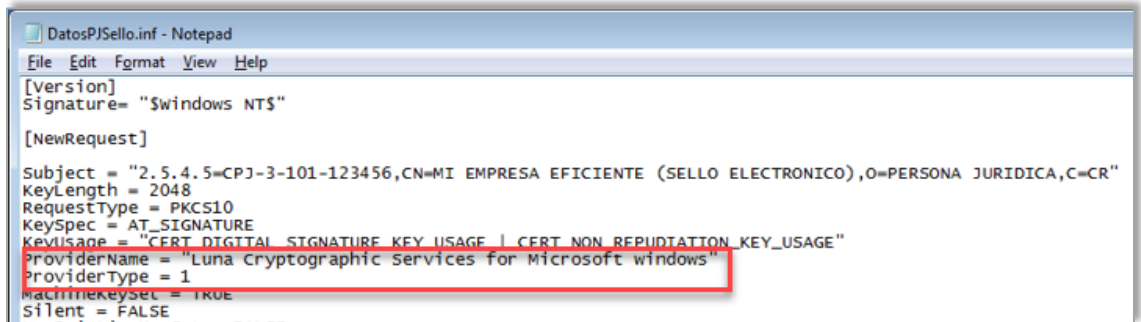 DatosPJSello.inf - Notepad
File Edit Format View Help
[Version]
Signature= "$Windows NT$"
[NewRequest]
Subject = "2.5.4.5=CPJ-3-101-123456,CN=MI EMPRESA EFICIENTE (SELLO ELECTRONICO),O=PERSONA JURIDICA,C=CR"
KeyLength = 2048
RequestType = PKCS10
KeySpec = AT_SIGNATURE
KeyUsage = "CERT_DIGITAL_SIGNATURE_KEY_USAGE | CERT_NON_REPUDIATION_KEY_USAGE"
ProviderName = "Luna Cryptographic Services for Microsoft Windows"
ProviderType = 1
MachineKeySet = TRUE
Silent = FALSE